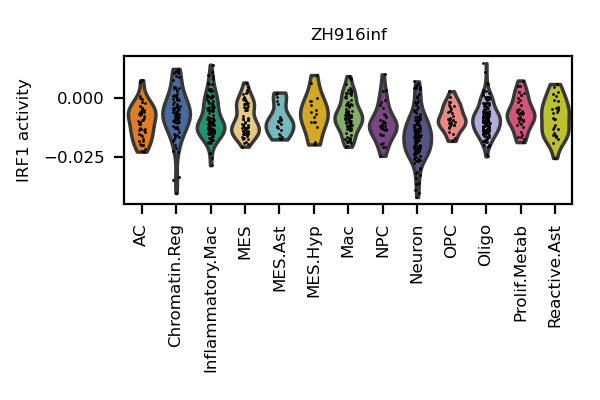 ZH916inf
IRF1 activity
0.000
−0.025
AC
Chromatin.Reg
Inflammatory.Mac
MES
MES.Ast
MES.Hyp
Mac
NPC
Neuron
OPC
Oligo
Prolif.Metab
Reactive.Ast